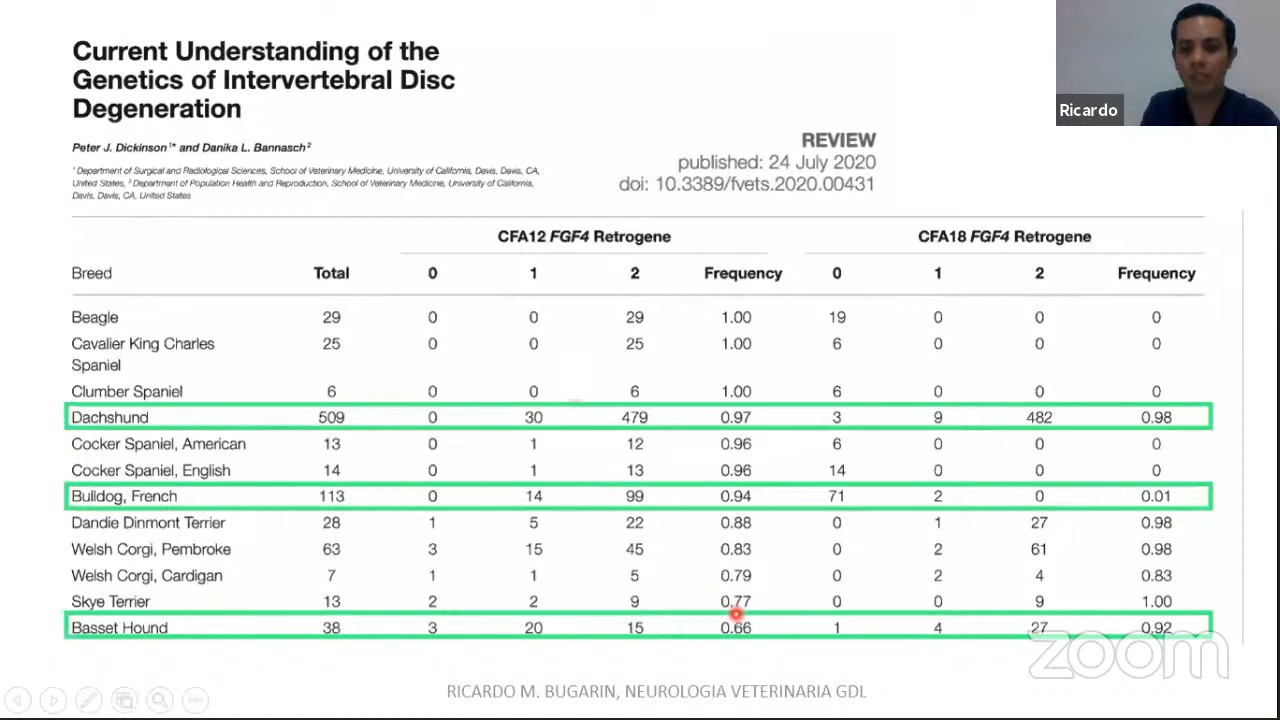 Current Understanding of the
Genetics of Intervertebral Disc
Degeneration
Peter J. Dickinson 1* and Danika L. Bannasch 2
1 Department of Surgical and Radiological Sciences, School of Veterinary Medicine, University of California, Davis, Davis, CA,
United States, 2 Department of Population Health and Reproduction, School of Veterinary Medicine, University of California,
Davis, Davis, CA, United States
REVIEW
published: 24 July 2020
doi: 10.3389/fvets.2020.00431
Ricardo
CFA12 FGF4 Retrogene CFA18 FGF4 Retrogene
Breed Total 0 1 2 Frequency 0 1 2 Frequency
Beagle 29 0 0 29 1.00 19 0 0 0
Cavalier King Charles 25 0 0 25 1.00 6 0 0 0
Spaniel
Clumber Spaniel 6 0 0 6 1.00 6 0 0 0
Dachshund 509 0 30 479 0.97 3 9 482 0.98
Cocker Spaniel, American 13 0 1 12 0.96 6 0 0 0
Cocker Spaniel, English 14 0 1 13 0.96 14 0 0 0
Bulldog, French 113 0 14 99 0.94 71 2 0 0.01
Dandie Dinmont Terrier 28 1 5 22 0.88 0 1 27 0.98
Welsh Corgi, Pembroke 63 3 15 45 0.83 0 2 61 0.98
Welsh Corgi, Cardigan 7 1 1 5 0.79 0 2 4 0.83
Skye Terrier 13 2 2 9 0.77 0 0 9 1.00
Basset Hound 38 3 20 15 0.66 1 4 27 0.92
zoom
RICARDO M. BUGARIN, NEUROLOGIA VETERINARIA GDL